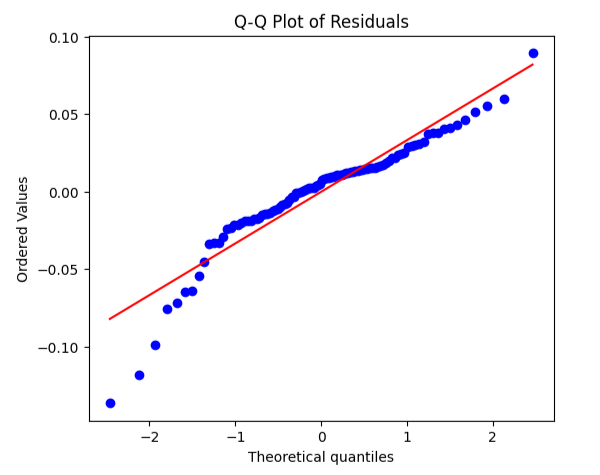 Q-Q Plot of Residuals
0.10
0.05
0.00
−0.05
−0.10
Ordered Values
−2 −1 0 1 2
Theoretical quantiles